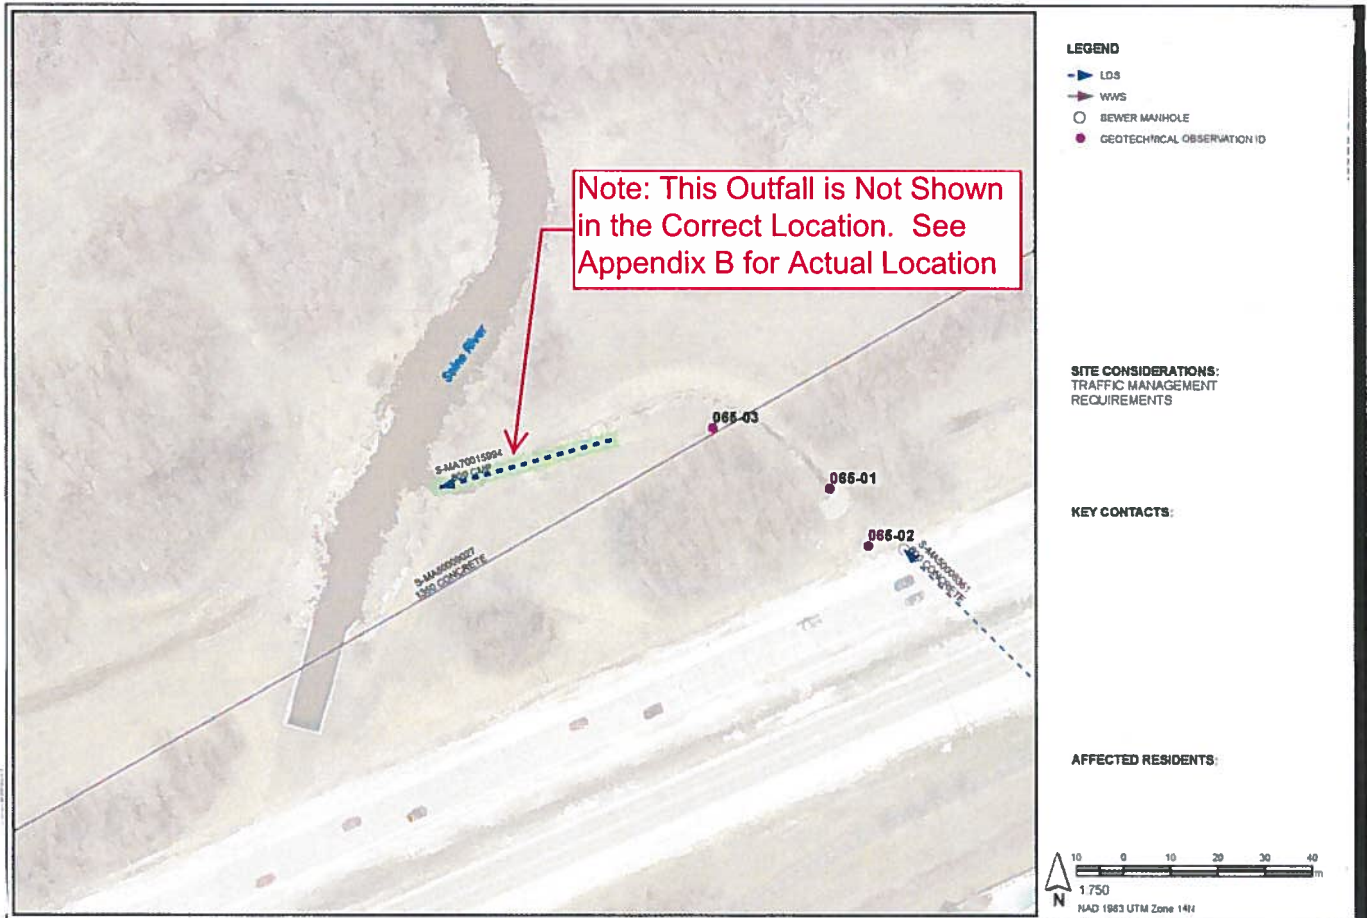 LEGEND
LDS
WWS
SEWER MANHOLE
GEOTECHNICAL OBSERVATION ID
Note: This Outfall is Not Shown
in the Correct Location. See
Appendix B for Actual Location
Seine River
SITE CONSIDERATIONS:
TRAFFIC MANAGEMENT
REQUIREMENTS
065-03
S-MA70015994
CMP
065-01
KEY CONTACTS:
065-02
CONCRETE
1350 CONCRETE
AFFECTED RESIDENTS:
10 0 10 20 30 40
m
1:750
N
NAD 1983 UTM Zone 14N